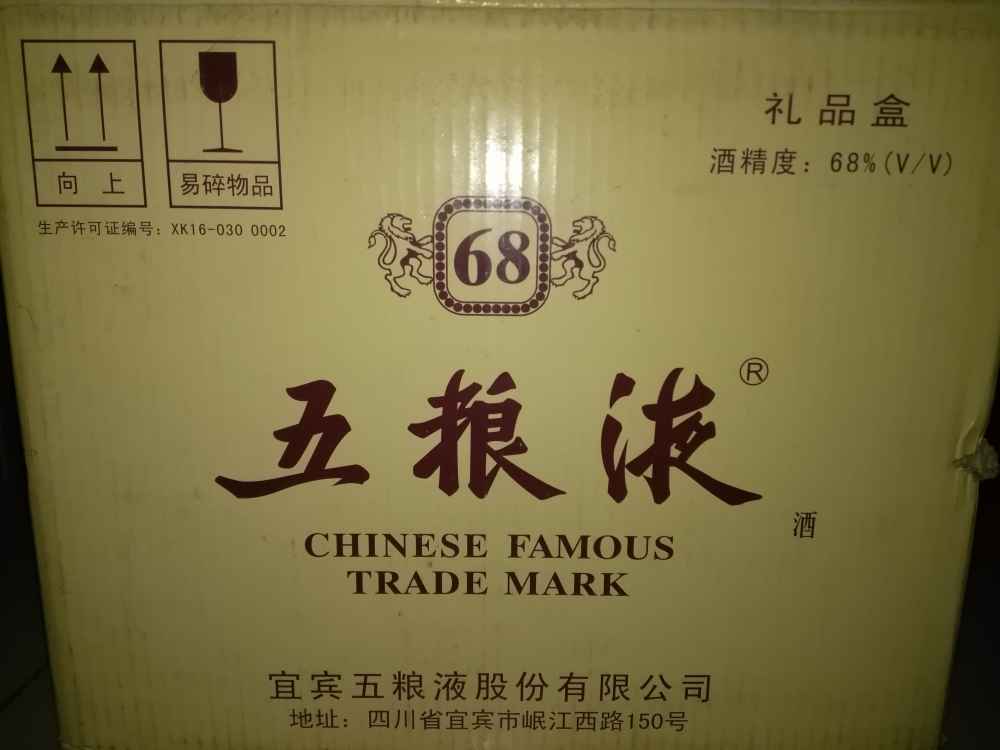 向 上
易碎物品
生产许可证编号：XK16-030 0002
礼品盒
酒精度：68%(V/V)
68
五粮液®
酒
CHINESE FAMOUS
TRADE MARK
宜宾五粮液股份有限公司
地址：四川省宜宾市岷江西路150号